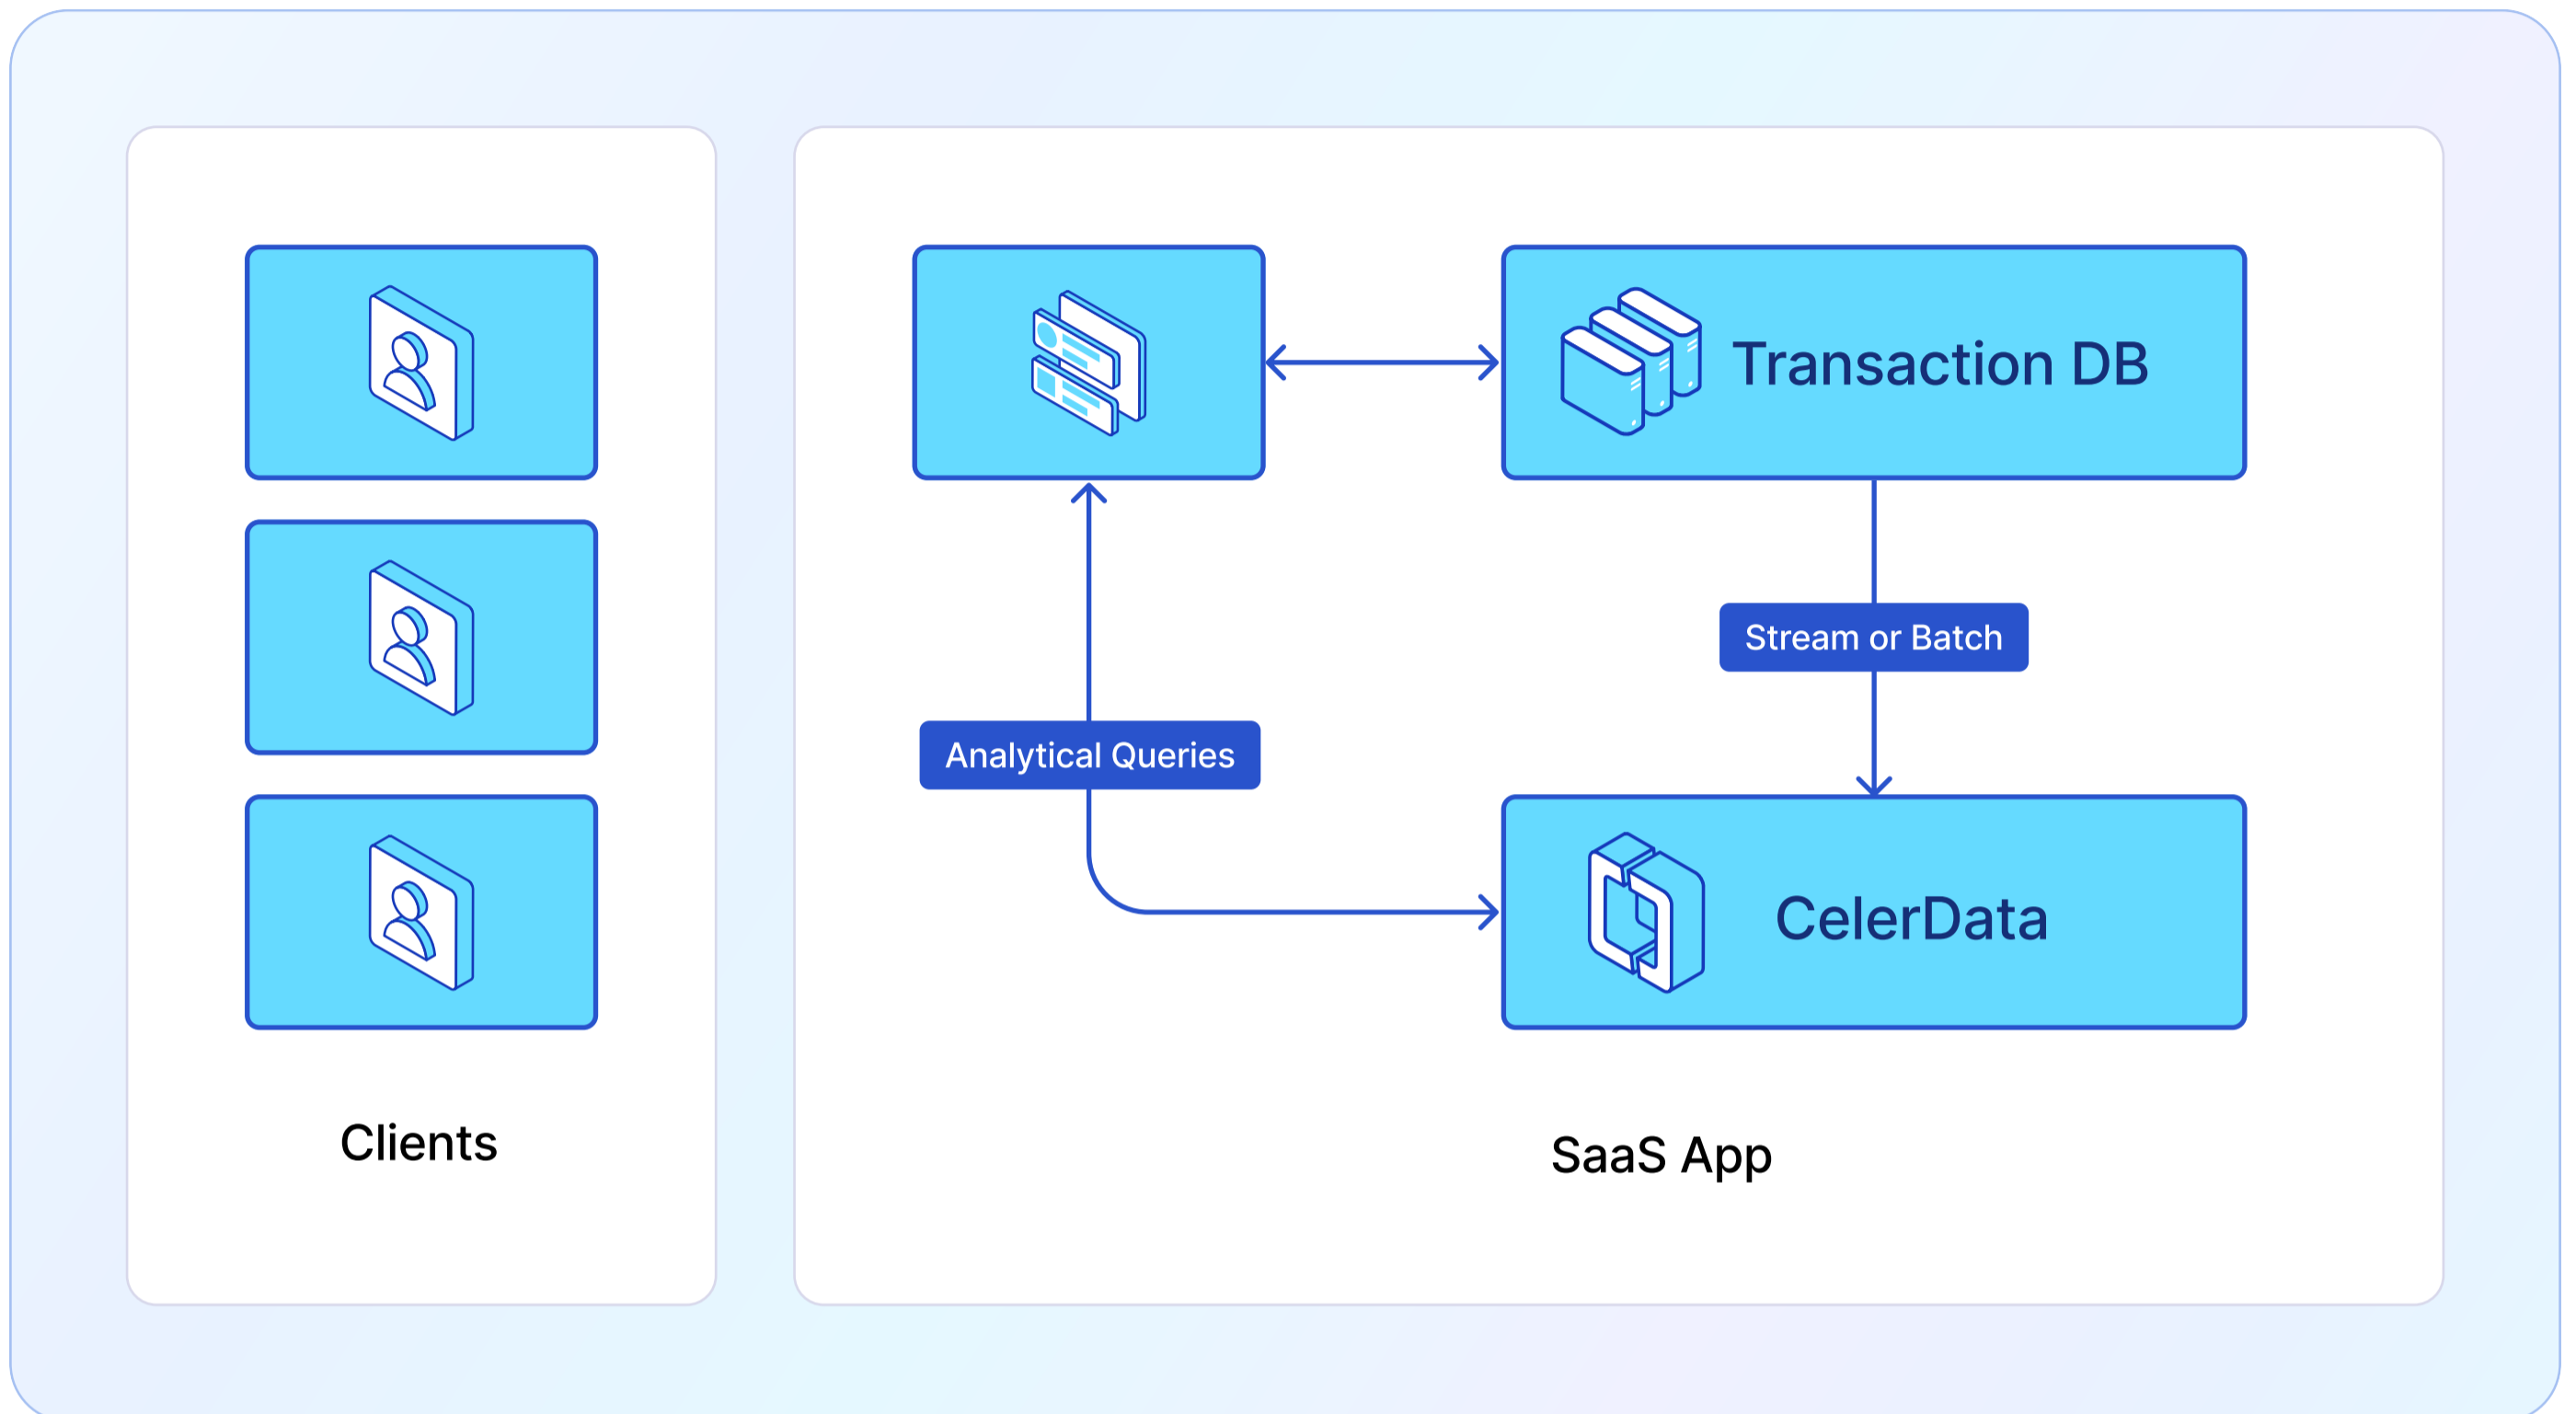 Transaction DB
Stream or Batch
Analytical Queries
CelerData
Clients
SaaS App